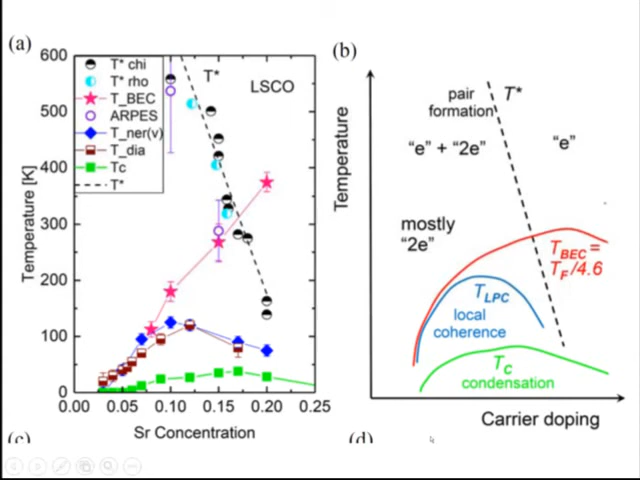 (a)
600
500
400
300
200
100
0
Temperature [K]
T* chi
T* rho
T_BEC
ARPES
T_ner(v)
T_dia
Tc
T*
T*
LSCO
0.00 0.05 0.10 0.15 0.20 0.25
Sr Concentration
(b)
Temperature
pair
formation
T*
"e" + "2e"
"e"
mostly
"2e"
T_BEC =
T_F/4.6
T_LPC
local
coherence
T_C
condensation
Carrier doping
(c)
(d)